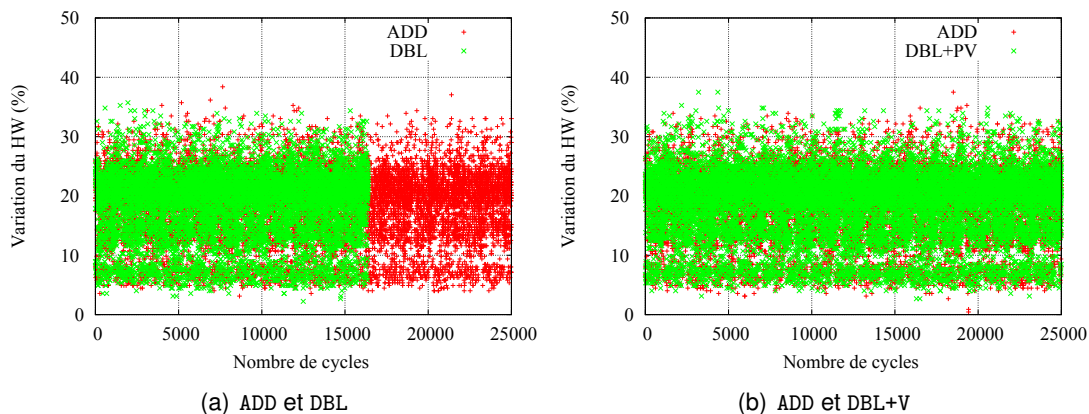 50
40
30
20
10
0
Variation du HW (%)
ADD
DBL
0 5000 10000 15000 20000 25000
Nombre de cycles
(a) ADD et DBL
50
40
30
20
10
0
Variation du HW (%)
ADD
DBL+PV
0 5000 10000 15000 20000 25000
Nombre de cycles
(b) ADD et DBL+V